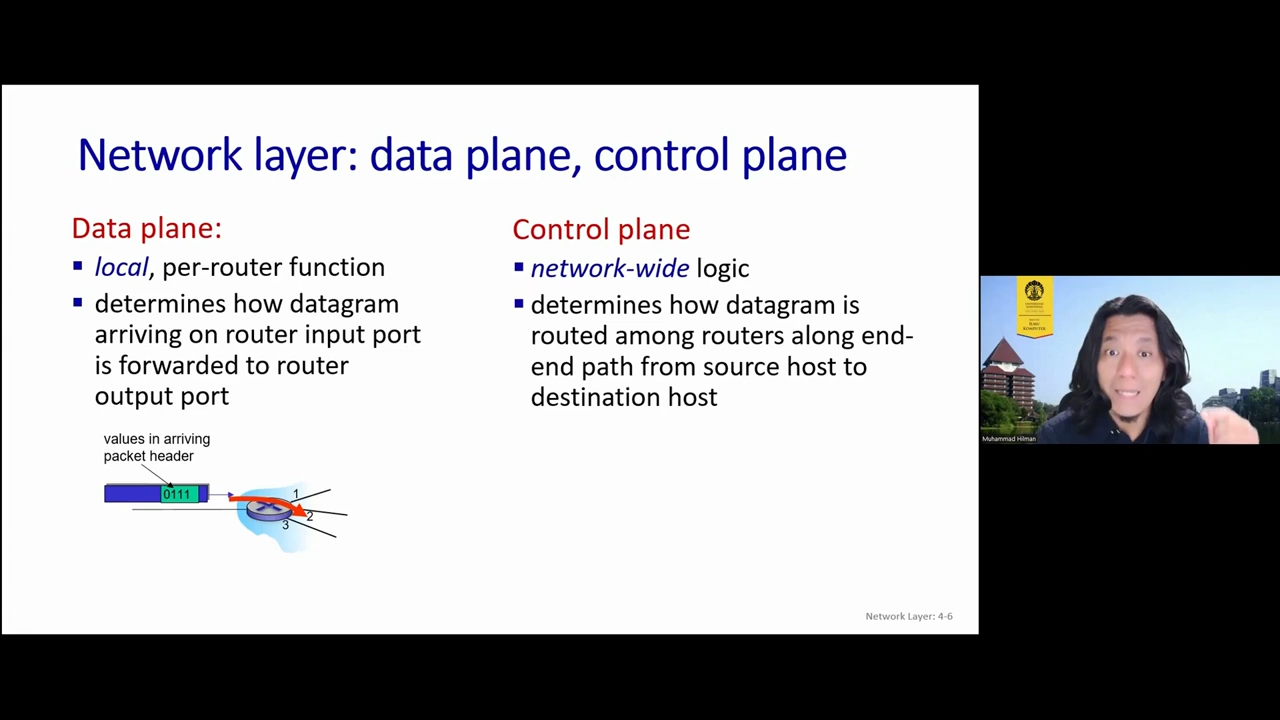 Network layer: data plane, control plane
Data plane:
▪ local, per-router function
▪ determines how datagram
arriving on router input port
is forwarded to router
output port
values in arriving
packet header
0111
1
2
3
Control plane
▪ network-wide logic
▪ determines how datagram is
routed among routers along end-
end path from source host to
destination host
Network Layer: 4-6
ILMU
KOMPUTER
Muhammad Hilman